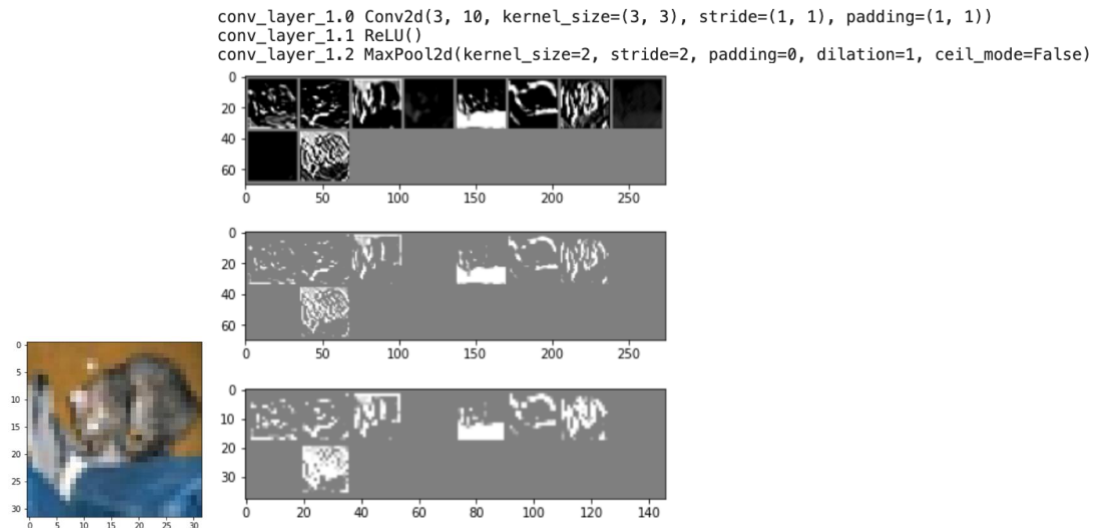 conv_layer_1.0 Conv2d(3, 10, kernel_size=(3, 3), stride=(1, 1), padding=(1, 1))
conv_layer_1.1 ReLU()
conv_layer_1.2 MaxPool2d(kernel_size=2, stride=2, padding=0, dilation=1, ceil_mode=False)
0
20
40
60
0 50 100 150 200 250
0
20
40
60
0 50 100 150 200 250
0
10
20
30
0 20 40 60 80 100 120 140
0
5
10
15
20
25
30
0 5 10 15 20 25 30